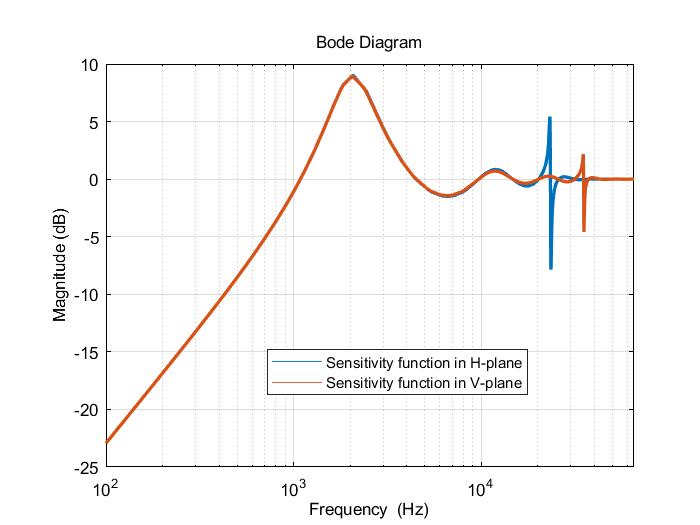 Bode Diagram
10
5
0
-5
-10
-15
-20
-25
Magnitude (dB)
Sensitivity function in H-plane
Sensitivity function in V-plane
10^2
10^3
10^4
Frequency (Hz)